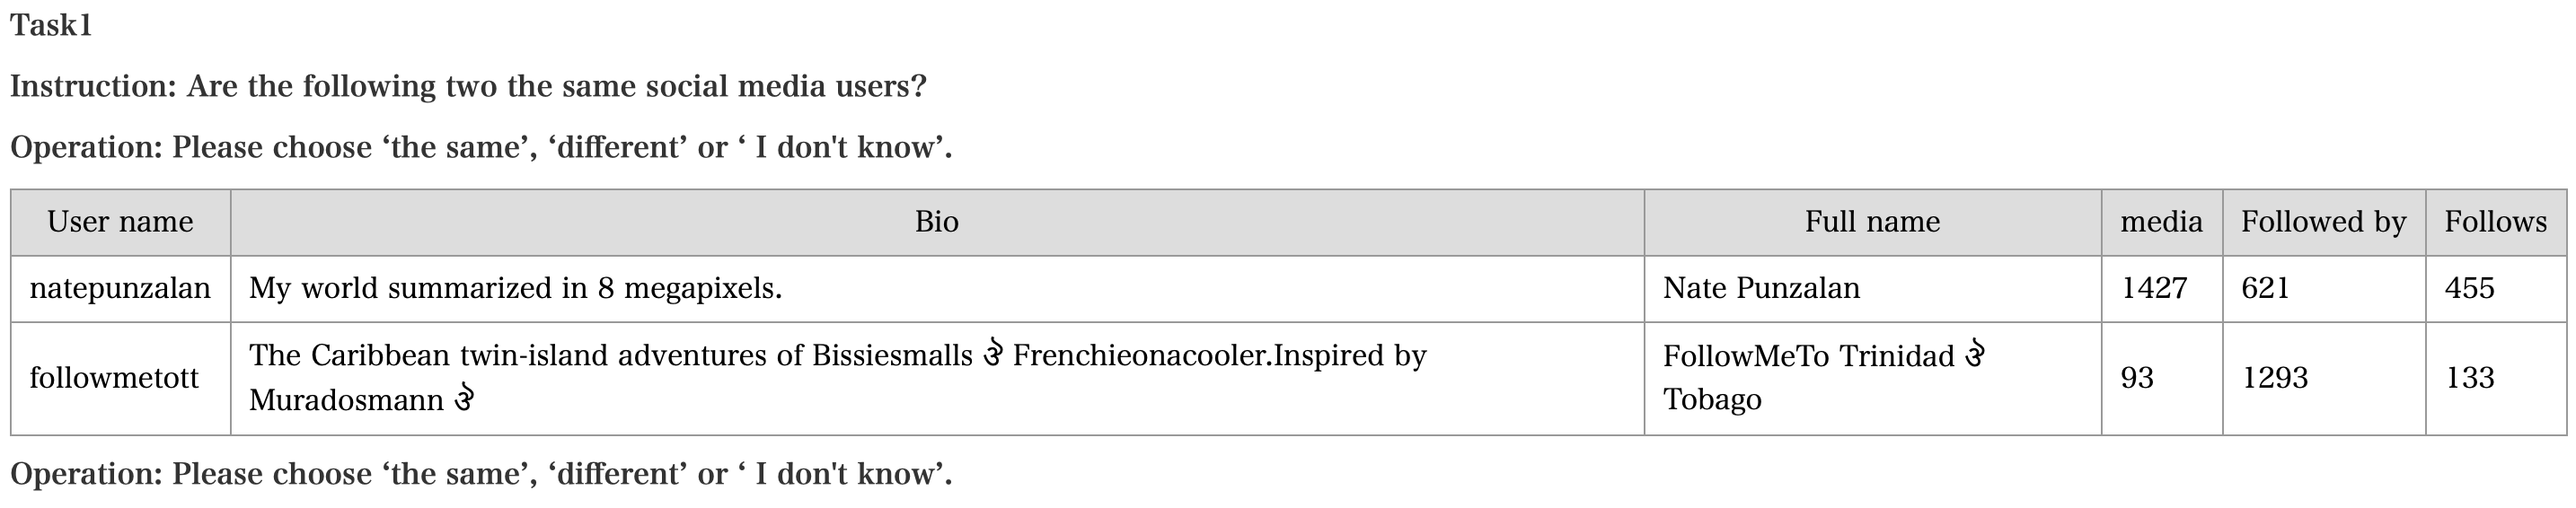 Task1
Instruction: Are the following two the same social media users?
Operation: Please choose ‘the same’, ‘different’ or ‘ I don't know’.
User name Bio Full name media Followed by Follows
natepunzalan My world summarized in 8 megapixels. Nate Punzalan 1427 621 455
followmetott The Caribbean twin-island adventures of Bissiesmalls & Frenchieonacooler.Inspired by Muradosmann & FollowMeTo Trinidad & Tobago 93 1293 133
Operation: Please choose ‘the same’, ‘different’ or ‘ I don't know’.